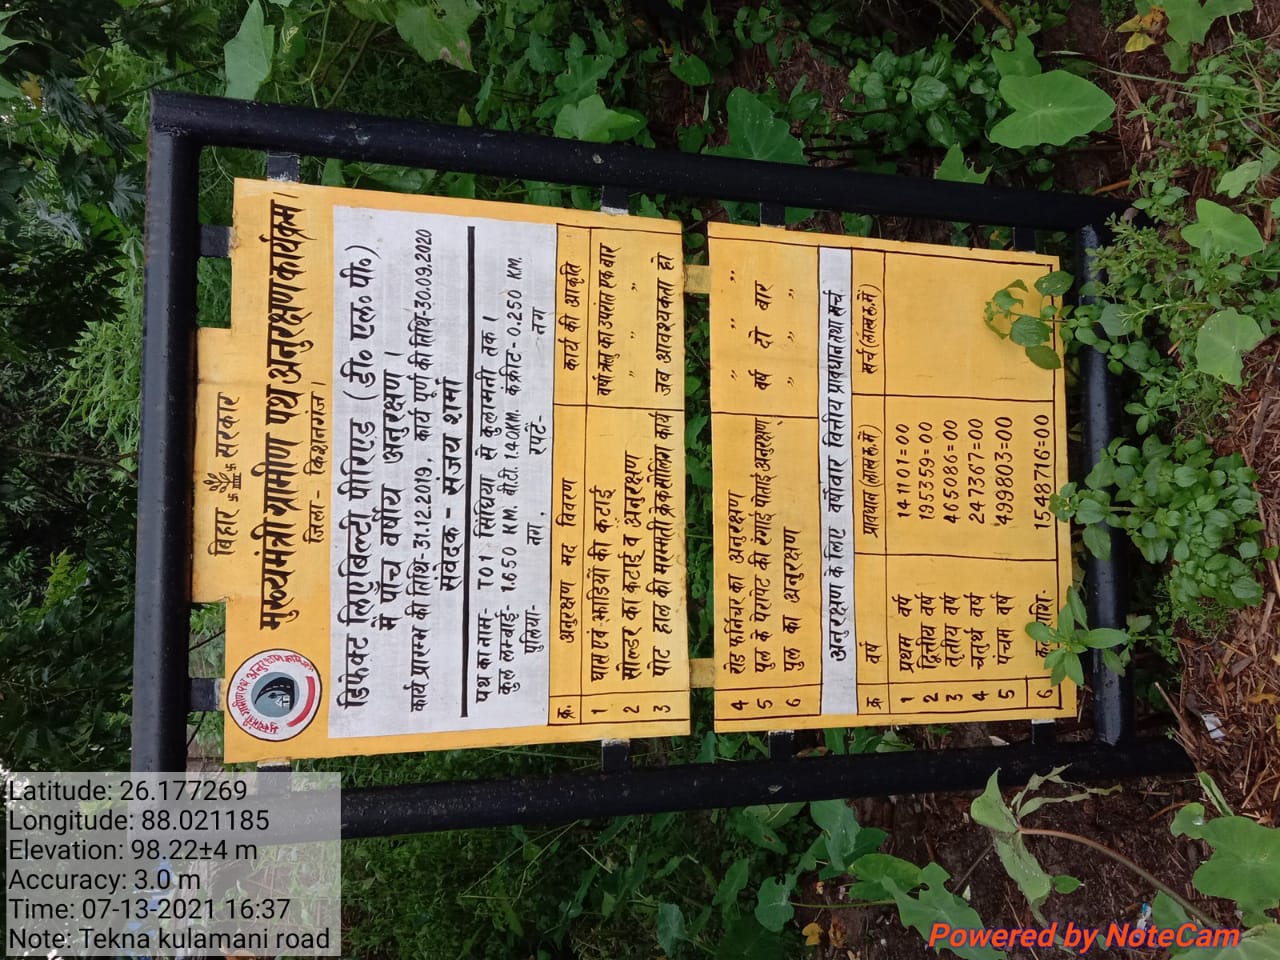 बिहार सरकार
मुख्यमंत्री ग्रामीण पथ अनुरक्षण कार्यक्रम
जिला - किशनगंज।
डिफेक्ट लिएबिल्टी पीरिएड (डी० एल० पी०)
में पाँच वर्षीय अनुरक्षण।
कार्य प्रारम्भ की तिथि-31.12.2019, कार्य पूर्ण की तिथि-30.09.2020
संवेदक - संजय शर्मा
पथ का नाम- T01 सिंधिया से कुलामनी तक।
कुल लम्बाई- 1.650 KM. बी.टी. 1.40KM. कंक्रीट- 0.250 KM.
पुलिया- नग, रपटे- नग
क्र. अनुरक्षण मद विवरण कार्य की आकृति
1 घास एवं झाड़ियों की कटाई वर्षा ऋतु का उपरांत एक बार
2 सोल्डर का कटाई व अनुरक्षण " "
3 पोट हाल की मरम्मती क्रेक सीलिंग कार्य जब आवश्यकता हो
4 रोड फर्निचर का अनुरक्षण " " "
5 पुल के पेरापेट की रंगाई पोताई अनुरक्षण वर्ष दो बार
6 पुल का अनुरक्षण " "
अनुरक्षण के लिए वर्षोवार वित्तीय प्रावधान तथा खर्च
क्र वर्ष प्रावधान (लाख रू. में) खर्च (लाख रू. में)
1 प्रथम वर्ष 141101=00
2 द्वितीय वर्ष 195359=00
3 तृतीय वर्ष 465086=00
4 चतुर्थ वर्ष 247367=00
5 पंचम वर्ष 499803=00
6 1548716=00
Latitude: 26.177269
Longitude: 88.021185
Elevation: 98.22±4 m
Accuracy: 3.0 m
Time: 07-13-2021 16:37
Note: Tekna kulamani road
Powered by NoteCam